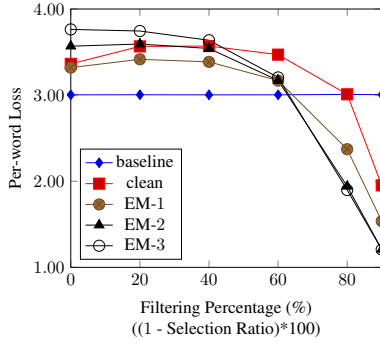 4.00
3.00
2.00
1.00
Per-word Loss
baseline
clean
EM-1
EM-2
EM-3
0 20 40 60 80
Filtering Percentage (%)
((1 - Selection Ratio)*100)